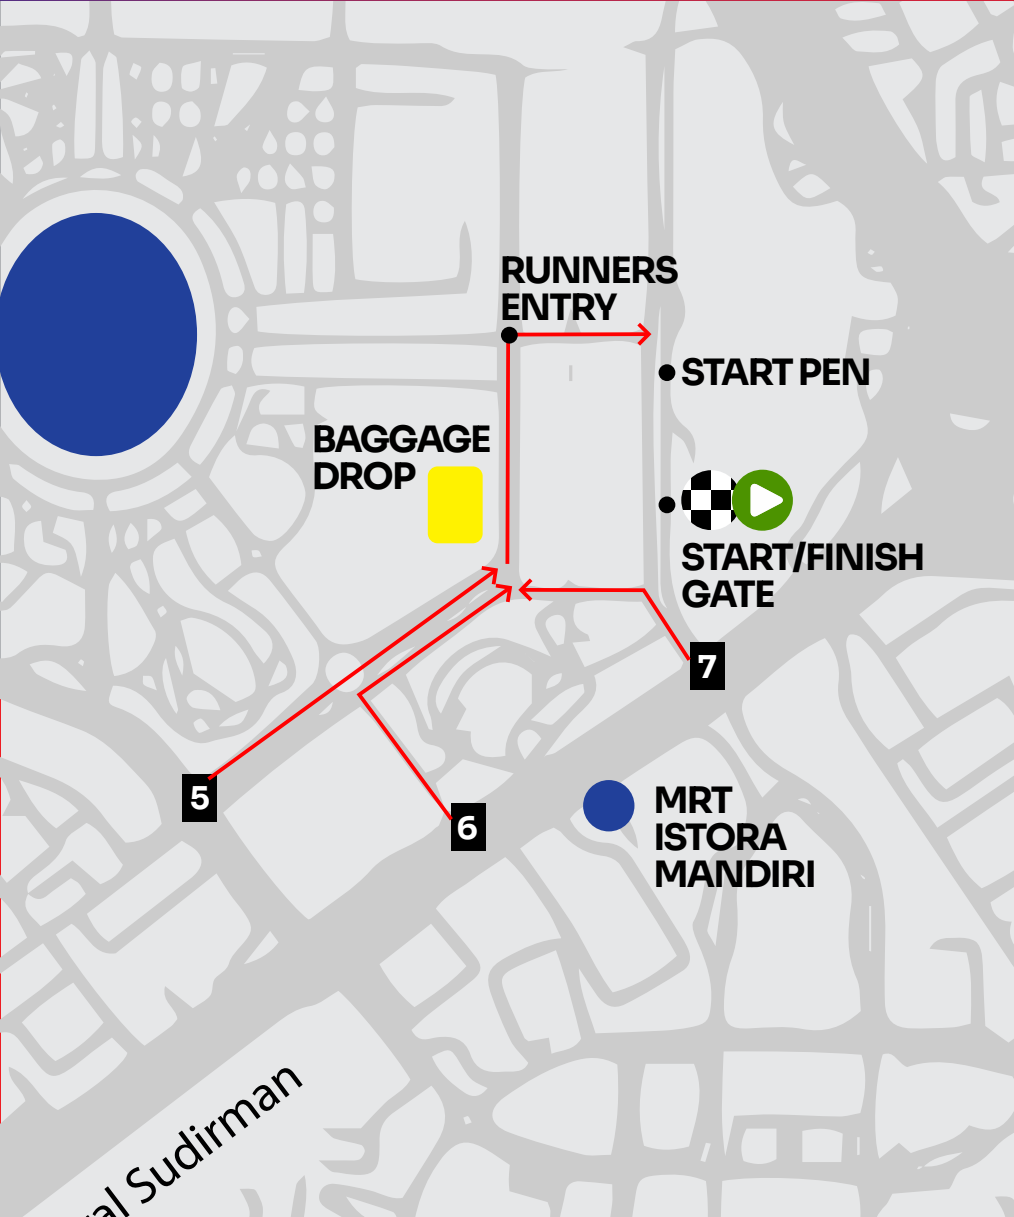 RUNNERS
ENTRY
START PEN
BAGGAGE
DROP
START/FINISH
GATE
7
5
6
MRT
ISTORA
MANDIRI
Sudirman